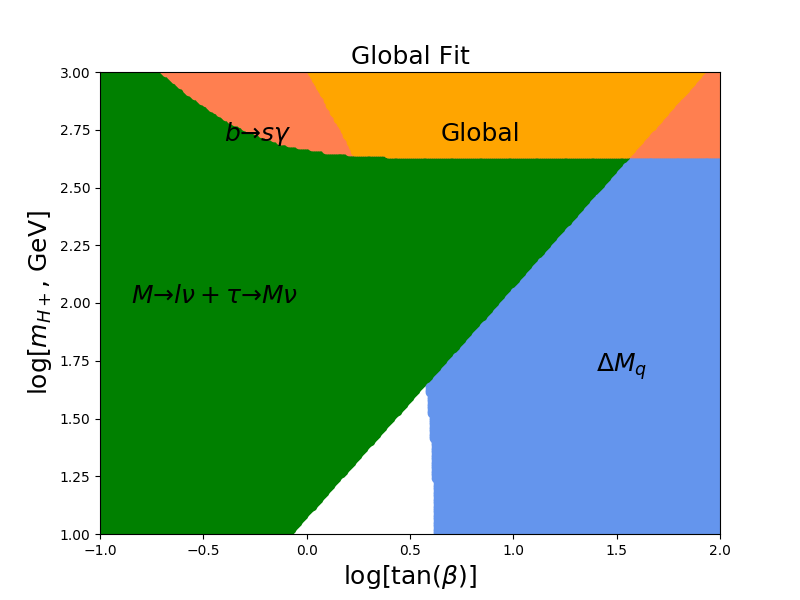 Global Fit
3.00
2.75
2.50
2.25
2.00
1.75
1.50
1.25
1.00
log[m_{H+}, GeV]
b→sγ
Global
M→lν + τ→Mν
ΔM_q
−1.0
−0.5
0.0
0.5
1.0
1.5
2.0
log[tan(β)]